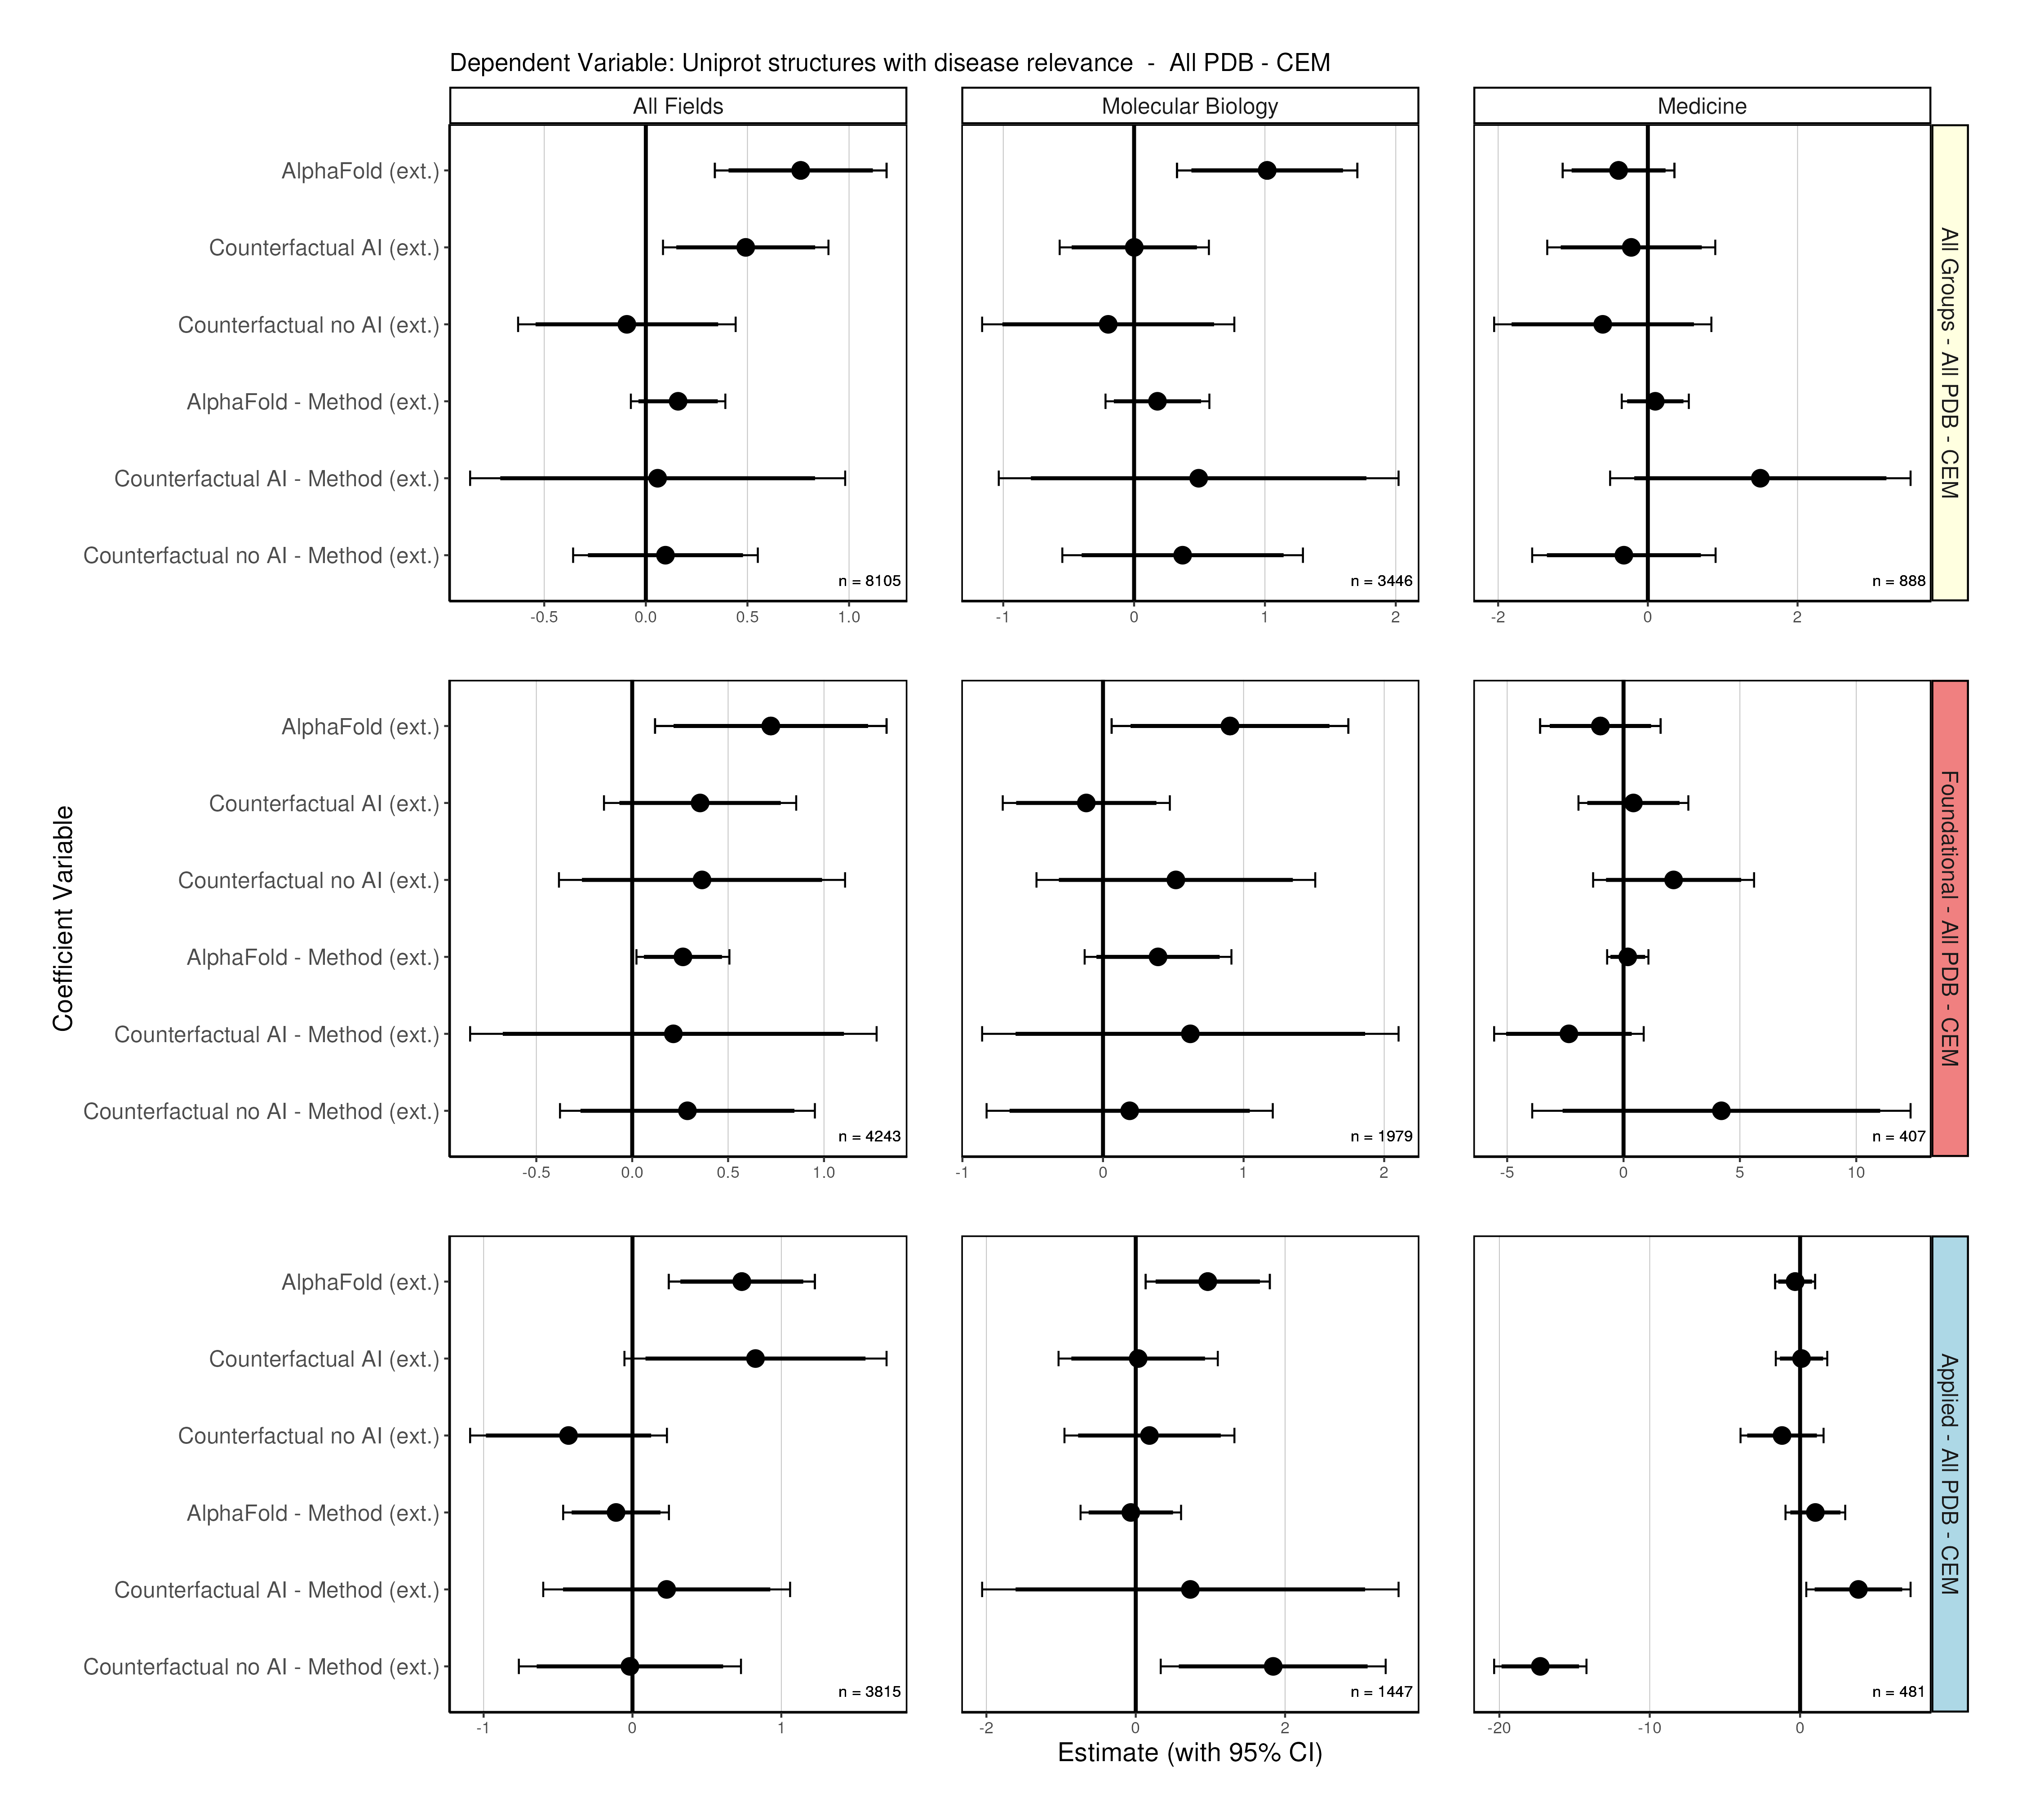 Dependent Variable: Uniprot structures with disease relevance - All PDB - CEM
All Fields
Molecular Biology
Medicine
AlphaFold (ext.)
Counterfactual AI (ext.)
Counterfactual no AI (ext.)
AlphaFold - Method (ext.)
Counterfactual AI - Method (ext.)
Counterfactual no AI - Method (ext.)
n = 8105
n = 3446
n = 888
All Groups - All PDB - CEM
-0.5 0.0 0.5 1.0
-1 0 1 2
-2 0 2
Coefficient Variable
AlphaFold (ext.)
Counterfactual AI (ext.)
Counterfactual no AI (ext.)
AlphaFold - Method (ext.)
Counterfactual AI - Method (ext.)
Counterfactual no AI - Method (ext.)
n = 4243
n = 1979
n = 407
Foundational - All PDB - CEM
-0.5 0.0 0.5 1.0
-1 0 1 2
-5 0 5 10
AlphaFold (ext.)
Counterfactual AI (ext.)
Counterfactual no AI (ext.)
AlphaFold - Method (ext.)
Counterfactual AI - Method (ext.)
Counterfactual no AI - Method (ext.)
n = 3815
n = 1447
n = 481
Applied - All PDB - CEM
-1 0 1
-2 0 2
-20 -10 0
Estimate (with 95% CI)